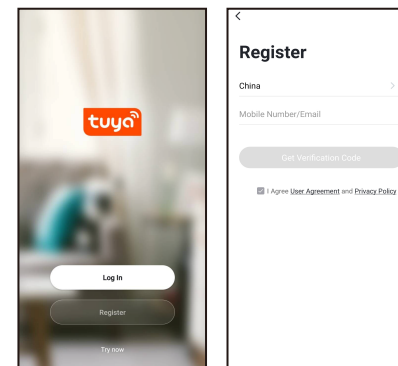 tuya
Log In
Register
Try now
Register
China
Mobile Number/Email
Get Verification Code
I Agree User Agreement and Privacy Policy